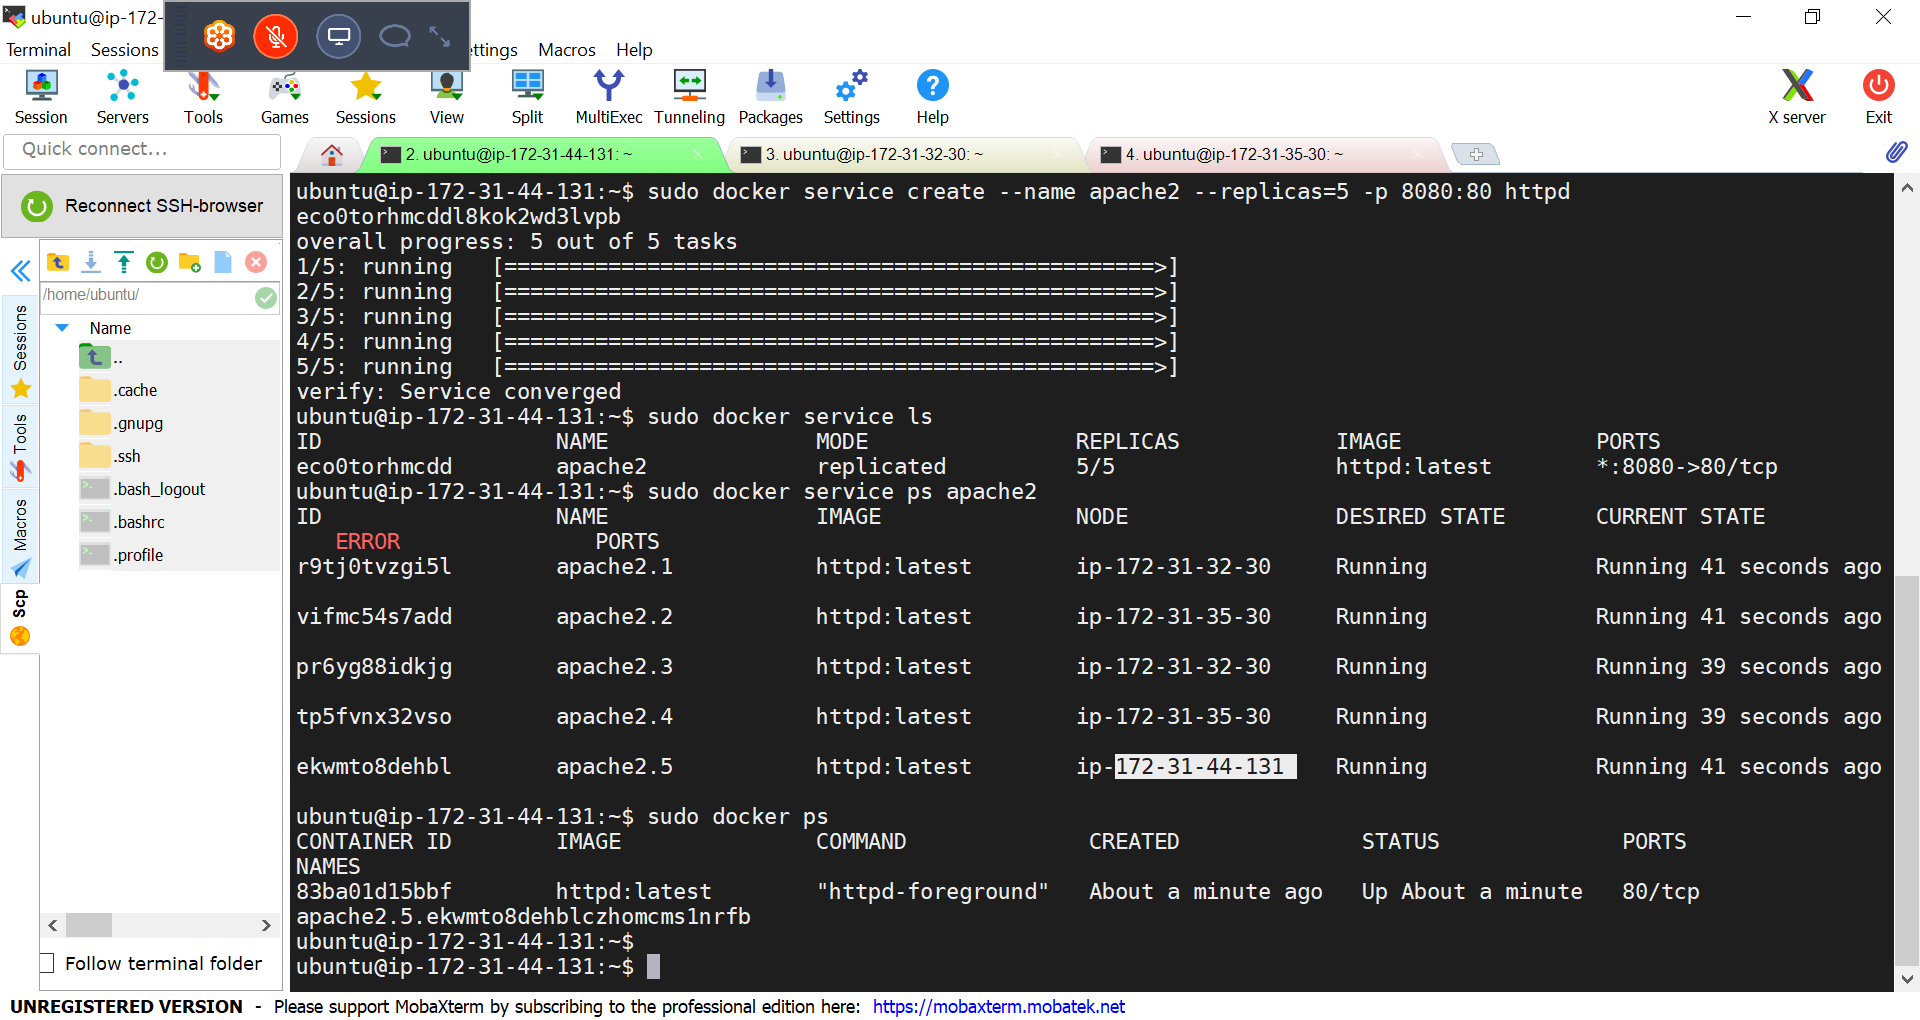 ubuntu@ip-172-
Terminal Sessions ettings Macros Help
Session Servers Tools Games Sessions View Split MultiExec Tunneling Packages Settings Help X server Exit
Quick connect...
2. ubuntu@ip-172-31-44-131: ~
3. ubuntu@ip-172-31-32-30: ~
4. ubuntu@ip-172-31-35-30: ~
Reconnect SSH-browser
/home/ubuntu/
Name
..
.cache
.gnupg
.ssh
.bash_logout
.bashrc
.profile
Sessions
Tools
Macros
Scp
Follow terminal folder
ubuntu@ip-172-31-44-131:~$ sudo docker service create --name apache2 --replicas=5 -p 8080:80 httpd
eco0torhmcddl8kok2wd3lvpb
overall progress: 5 out of 5 tasks
1/5: running [==================================================>]
2/5: running [==================================================>]
3/5: running [==================================================>]
4/5: running [==================================================>]
5/5: running [==================================================>]
verify: Service converged
ubuntu@ip-172-31-44-131:~$ sudo docker service ls
ID NAME MODE REPLICAS IMAGE PORTS
eco0torhmcdd apache2 replicated 5/5 httpd:latest *:8080->80/tcp
ubuntu@ip-172-31-44-131:~$ sudo docker service ps apache2
ID NAME IMAGE NODE DESIRED STATE CURRENT STATE
ERROR PORTS
r9tj0tvzgi5l apache2.1 httpd:latest ip-172-31-32-30 Running Running 41 seconds ago
vifmc54s7add apache2.2 httpd:latest ip-172-31-35-30 Running Running 41 seconds ago
pr6yg88idkjg apache2.3 httpd:latest ip-172-31-32-30 Running Running 39 seconds ago
tp5fvnx32vso apache2.4 httpd:latest ip-172-31-35-30 Running Running 39 seconds ago
ekwmto8dehbl apache2.5 httpd:latest ip-172-31-44-131 Running Running 41 seconds ago
ubuntu@ip-172-31-44-131:~$ sudo docker ps
CONTAINER ID IMAGE COMMAND CREATED STATUS PORTS
NAMES
83ba01d15bbf httpd:latest "httpd-foreground" About a minute ago Up About a minute 80/tcp
apache2.5.ekwmto8dehblczhomcms1nrfb
ubuntu@ip-172-31-44-131:~$
ubuntu@ip-172-31-44-131:~$
UNREGISTERED VERSION - Please support MobaXterm by subscribing to the professional edition here: https://mobaxterm.mobatek.net